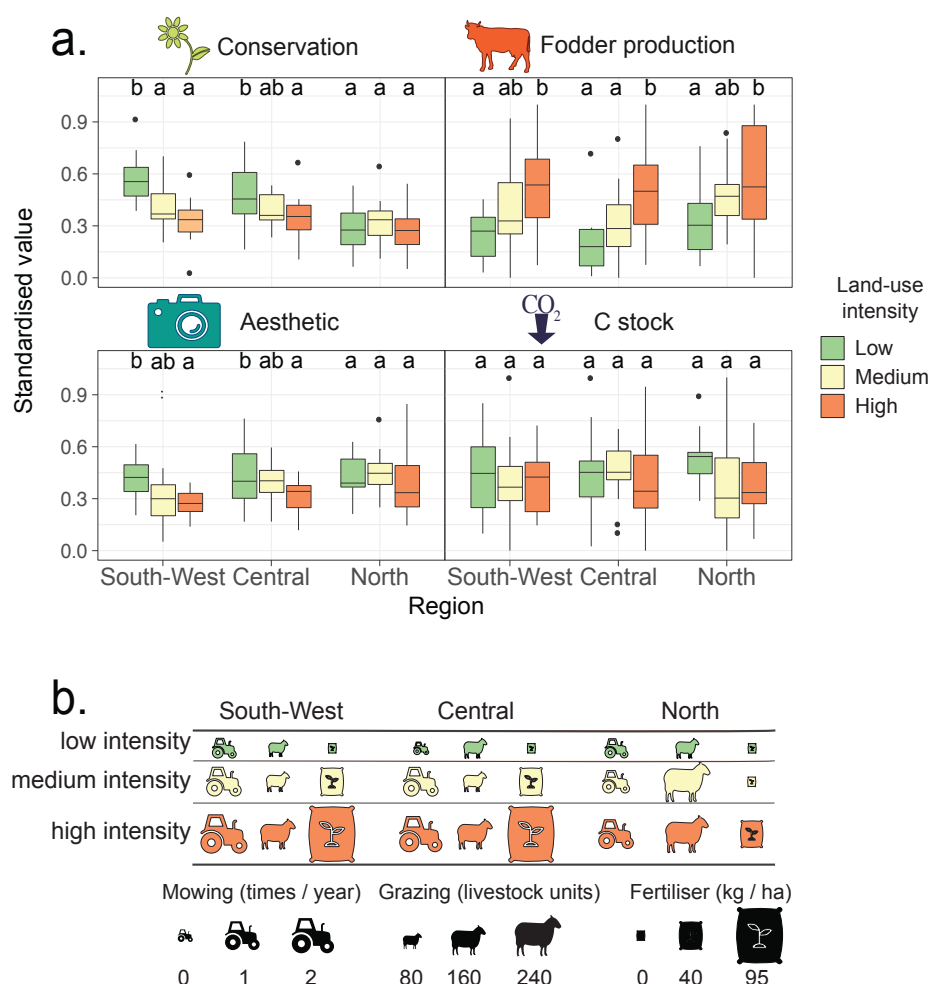 a.
Conservation
Fodder production
b a a b ab a a a a
a ab b a a b a ab b
0.9
0.6
0.3
0.0
Aesthetic
CO2
C stock
b ab a b ab a a a a
a a a a a a a a a
0.9
0.6
0.3
0.0
Standardised value
South-West Central North
South-West Central North
Region
Land-use
intensity
Low
Medium
High
b.
South-West Central North
low intensity
medium intensity
high intensity
Mowing (times / year) Grazing (livestock units) Fertiliser (kg / ha)
0 1 2 80 160 240 0 40 95